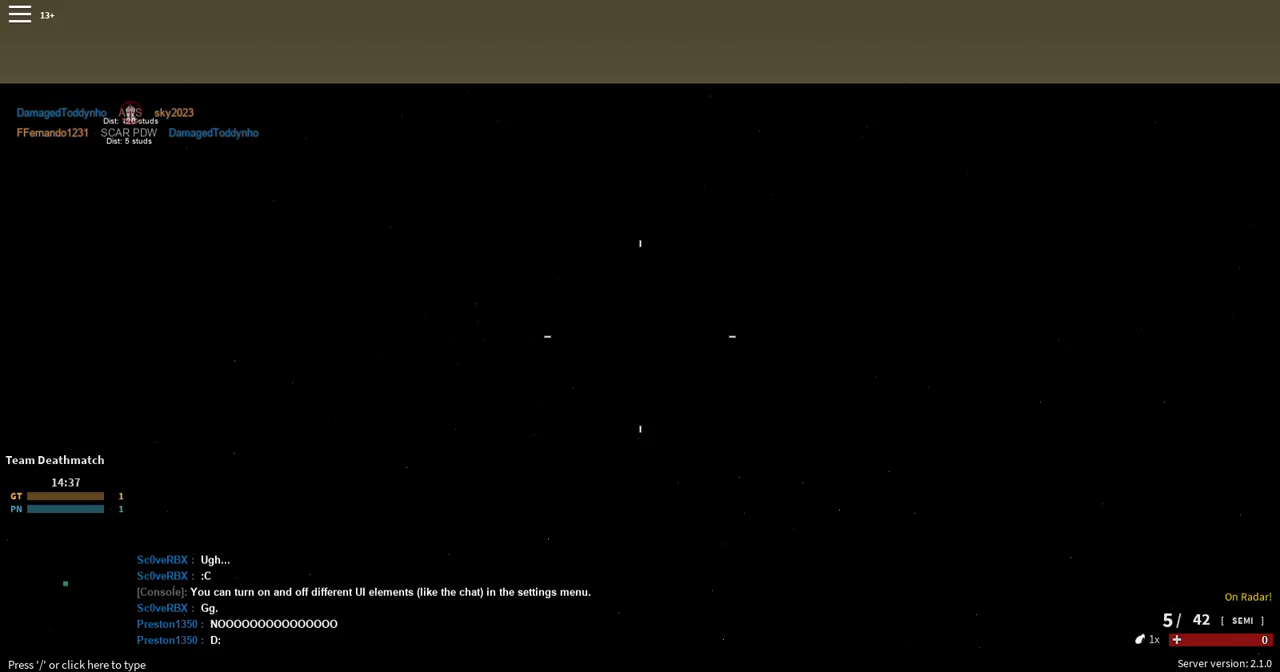 13+
DamagedToddynho AWS sky2023
Dist: studs
FFernando1231 SCAR PDW DamagedToddynho
Dist: 5 studs
Team Deathmatch
14:37
GT 1
PN 1
Sc0veRBX : Ugh...
Sc0veRBX : :C
[Console]: You can turn on and off different UI elements (like the chat) in the settings menu.
Sc0veRBX : Gg.
Preston1350 : NOOOOOOOOOOOOOOO
Preston1350 : D:
Press '/' or click here to type
On Radar!
5/ 42 [ SEMI ]
1x 0
Server version: 2.1.0